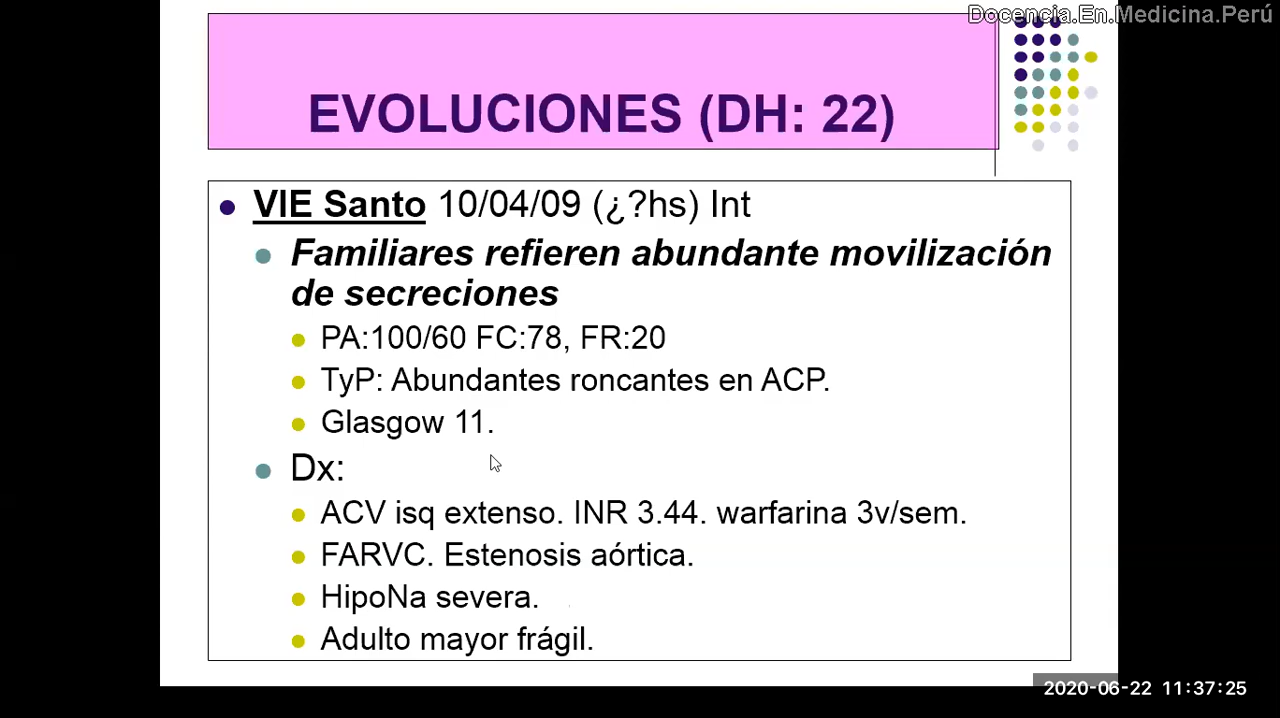 Docencia.En.Medicina.Perú
EVOLUCIONES (DH: 22)
VIE Santo 10/04/09 (¿?hs) Int
Familiares refieren abundante movilización
de secreciones
PA:100/60 FC:78, FR:20
TyP: Abundantes roncantes en ACP.
Glasgow 11.
Dx:
ACV isq extenso. INR 3.44. warfarina 3v/sem.
FARVC. Estenosis aórtica.
HipoNa severa.
Adulto mayor frágil.
2020-06-22 11:37:25